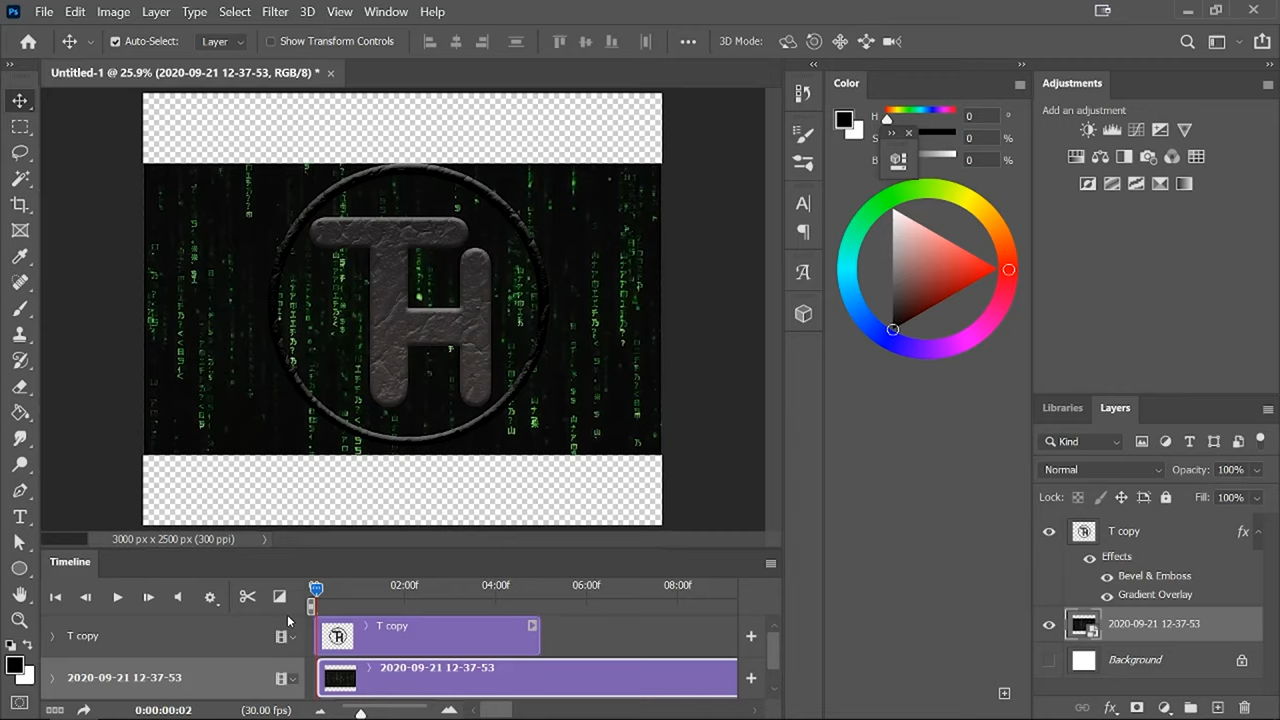 Ps File Edit Image Layer Type Select Filter 3D View Window Help
Auto-Select: Layer Show Transform Controls 3D Mode:
Untitled-1 @ 25.9% (2020-09-21 12-37-53, RGB/8) *
Color
Adjustments
H 0 °
Add an adjustment
S 0 %
B 0 %
TH
Libraries Layers
Kind
Normal Opacity: 100%
Lock: Fill: 100%
T copy fx
Effects
Bevel & Emboss
Gradient Overlay
2020-09-21 12-37-53
Background
3000 px x 2500 px (300 ppi)
Timeline
02:00f 04:00f 06:00f 08:00f
T copy T copy
2020-09-21 12-37-53 2020-09-21 12-37-53
0:00:00:02 (30.00 fps)
fx